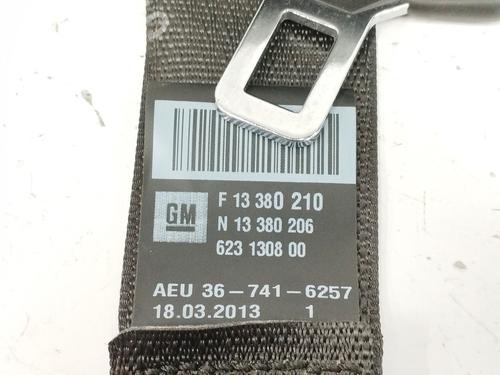 F 13 380 210
GM
N 13 380 206
623 1308 00
AEU 36-741-6257
18.03.2013 1